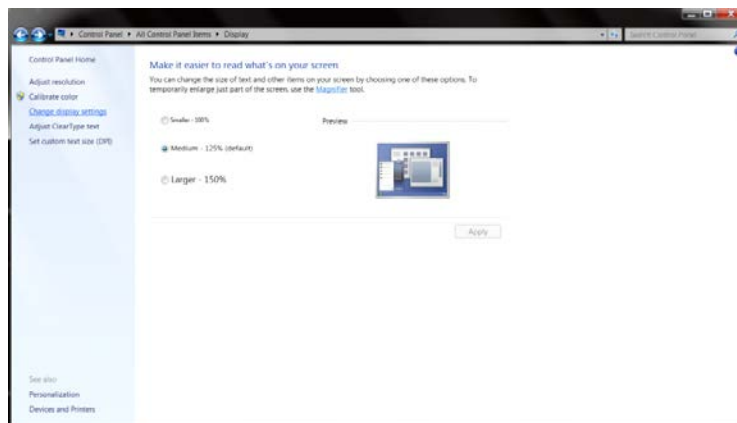 Control Panel ▸ All Control Panel Items ▸ Display
Search Control Panel
Control Panel Home
Adjust resolution
Calibrate color
Change display settings
Adjust ClearType text
Set custom text size (DPI)
Make it easier to read what's on your screen
You can change the size of text and other items on your screen by choosing one of these options. To
temporarily enlarge just part of the screen, use the Magnifier tool.
Smaller - 100%
Preview
Medium - 125% (default)
Larger - 150%
Apply
See also
Personalization
Devices and Printers